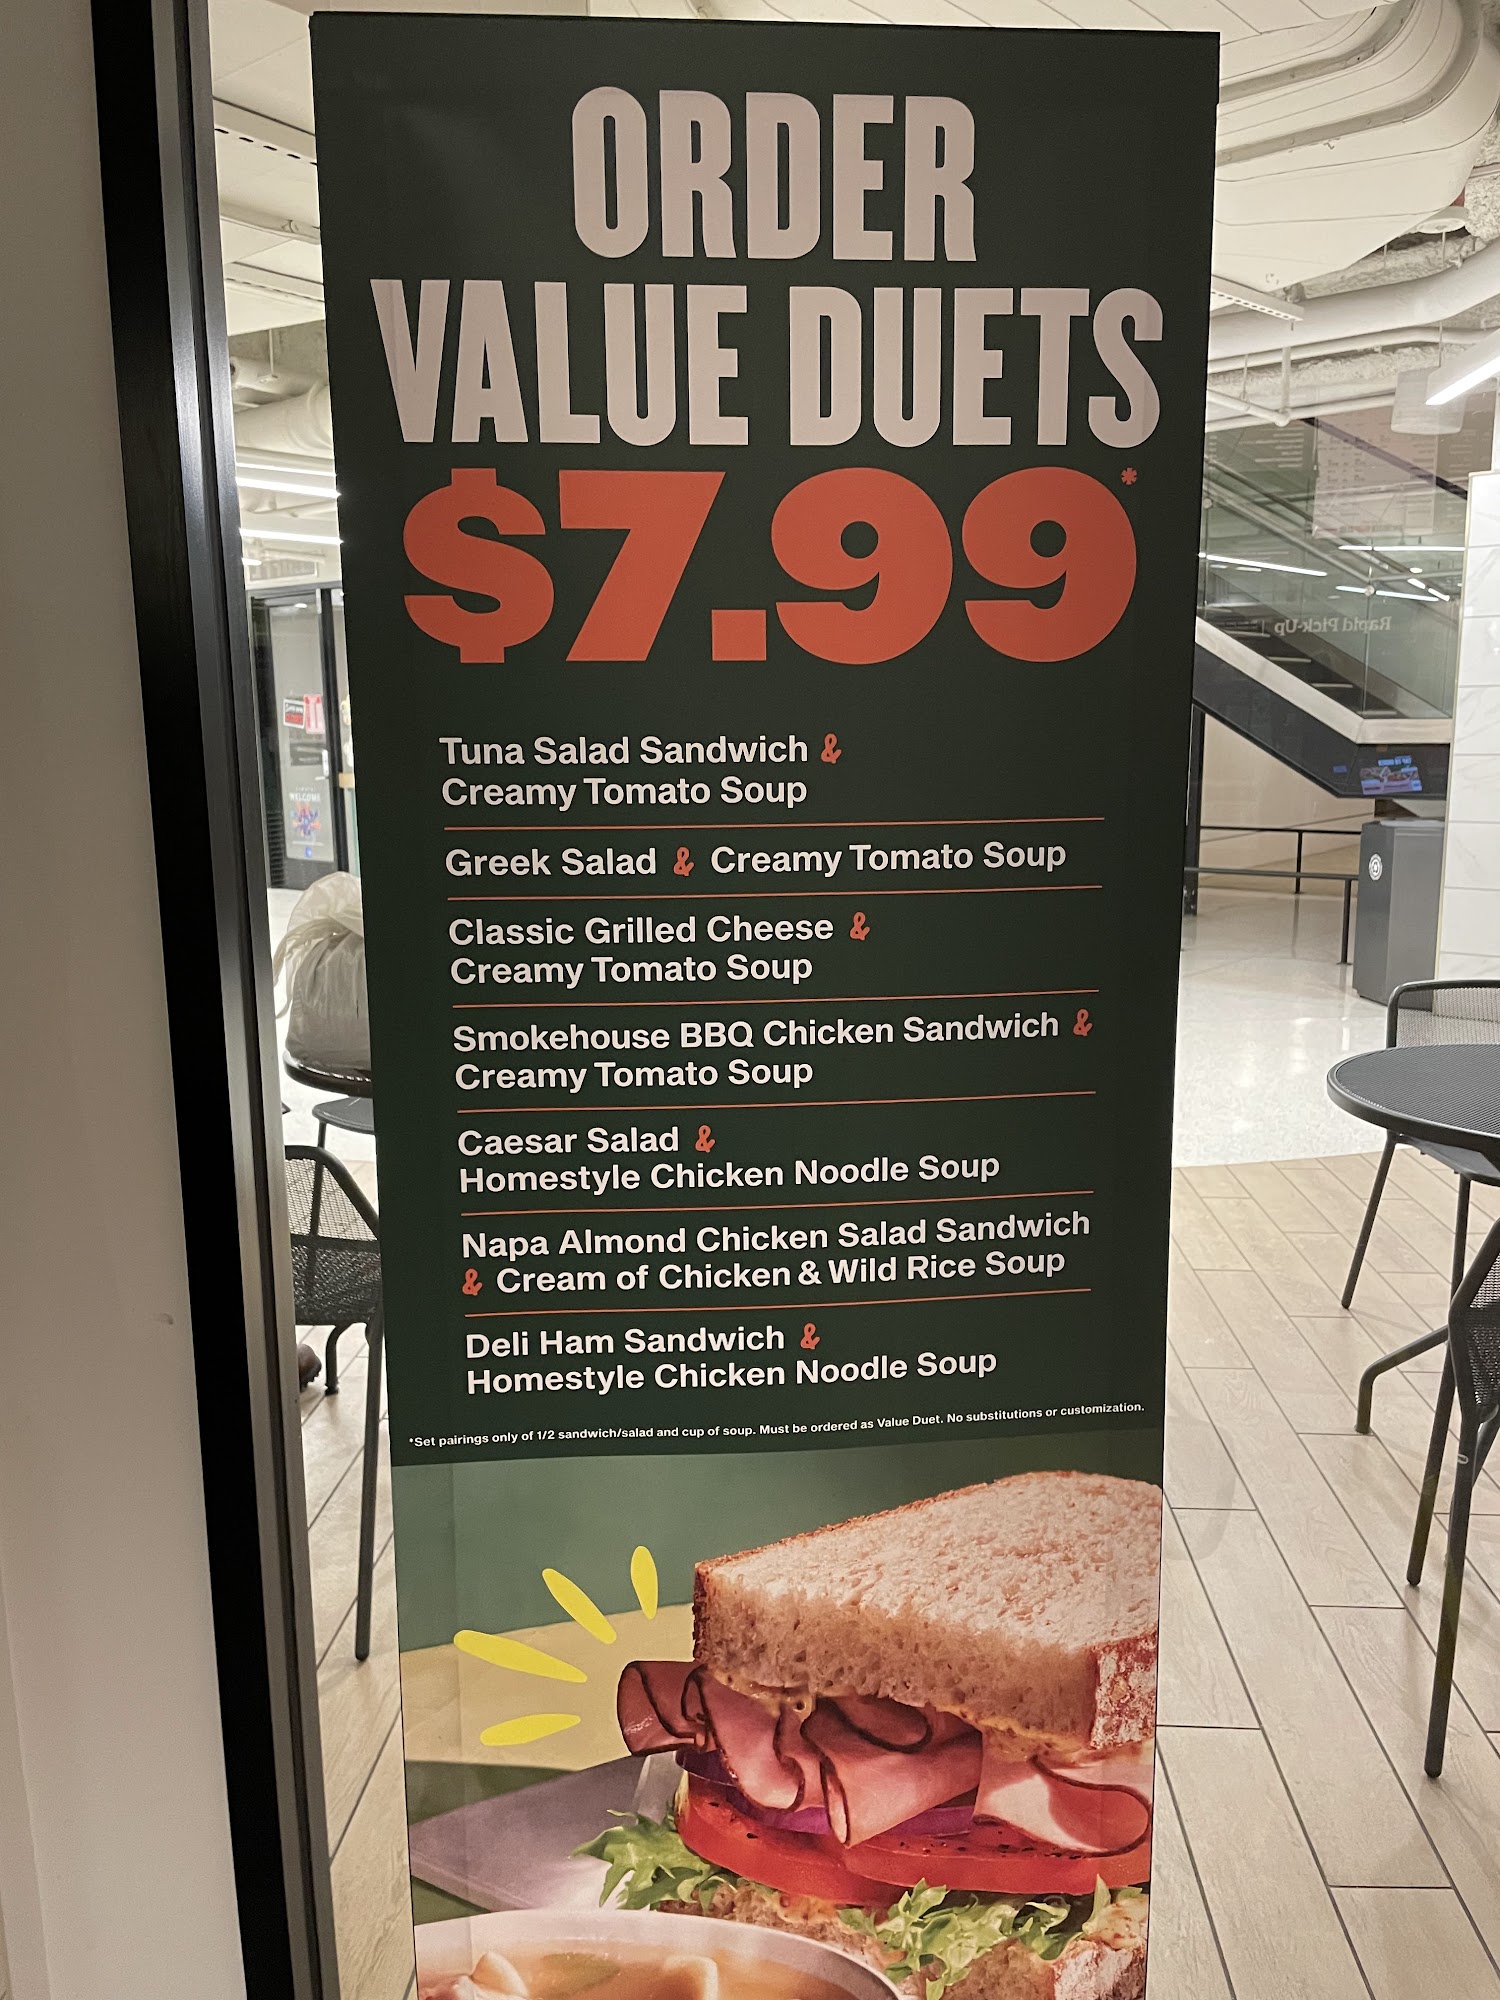 ORDER
VALUE DUETS
$7.99*
Tuna Salad Sandwich &
Creamy Tomato Soup
Greek Salad & Creamy Tomato Soup
Classic Grilled Cheese &
Creamy Tomato Soup
Smokehouse BBQ Chicken Sandwich &
Creamy Tomato Soup
Caesar Salad &
Homestyle Chicken Noodle Soup
Napa Almond Chicken Salad Sandwich
& Cream of Chicken & Wild Rice Soup
Deli Ham Sandwich &
Homestyle Chicken Noodle Soup
*Set pairings only of 1/2 sandwich/salad and cup of soup. Must be ordered as Value Duet. No substitutions or customization.
Rapid Pick-Up
WELCOME